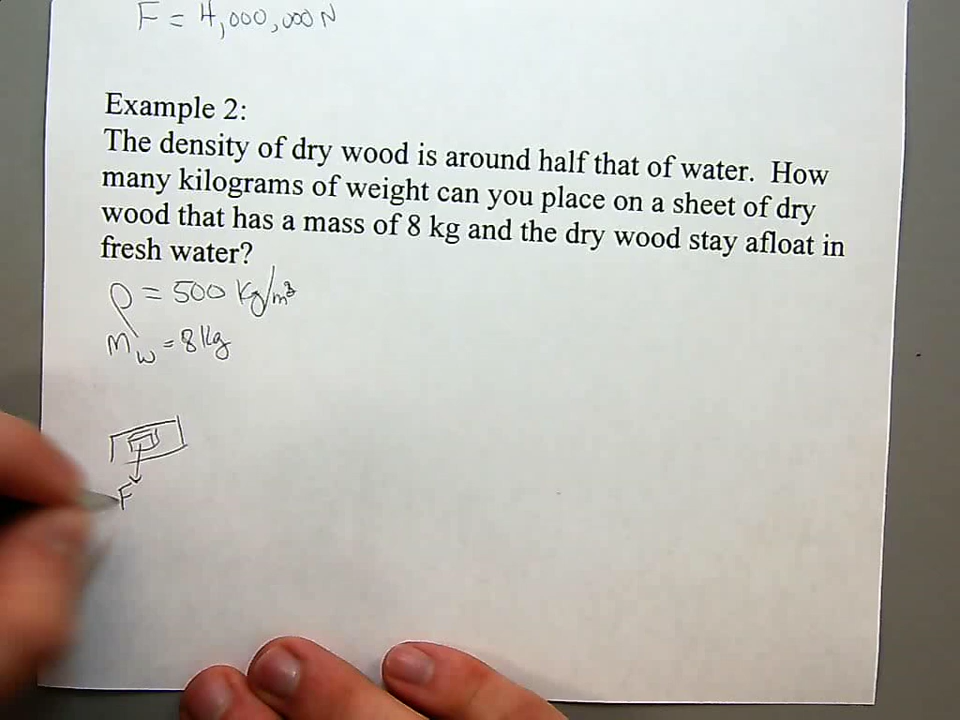 F = 4,000,000 N
Example 2:
The density of dry wood is around half that of water. How
many kilograms of weight can you place on a sheet of dry
wood that has a mass of 8 kg and the dry wood stay afloat in
fresh water?
ρ = 500 kg/m³
m_w = 8 kg
F